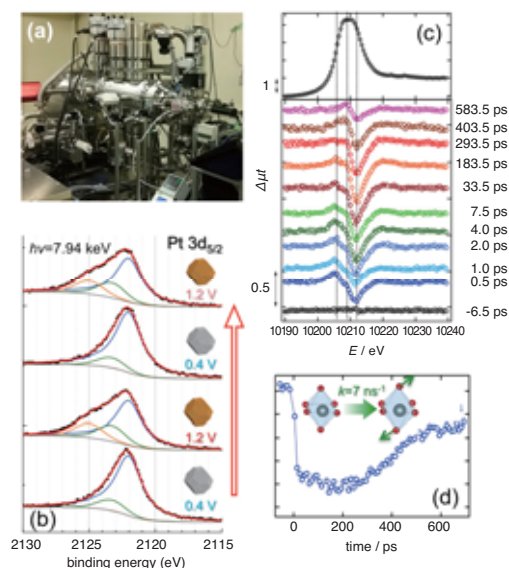 (a)
(c)
1
Δμt
583.5 ps
403.5 ps
293.5 ps
183.5 ps
33.5 ps
7.5 ps
4.0 ps
2.0 ps
1.0 ps
0.5 ps
-6.5 ps
0.5
10190 10200 10210 10220 10230 10240
E / eV
hν=7.94 keV Pt 3d5/2
1.2 V
0.4 V
1.2 V
0.4 V
(b)
2130 2125 2120 2115
binding energy (eV)
k=7 ns-1
(d)
0 200 400 600
time / ps